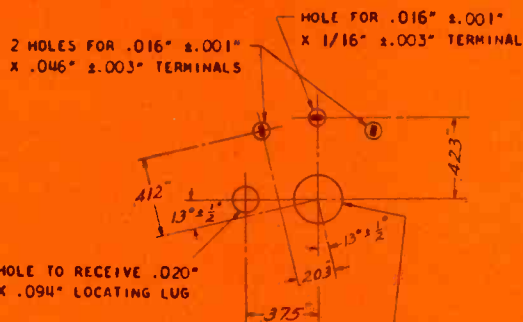 2 HOLES FOR .016" ±.001"
X .046" ±.003" TERMINALS
HOLE FOR .016" ±.001"
X 1/16" ±.003" TERMINAL
.423"
.412"
13° ± ½°
13° ± ½°
.203"
HOLE TO RECEIVE .020"
X .094" LOCATING LUG
.375"